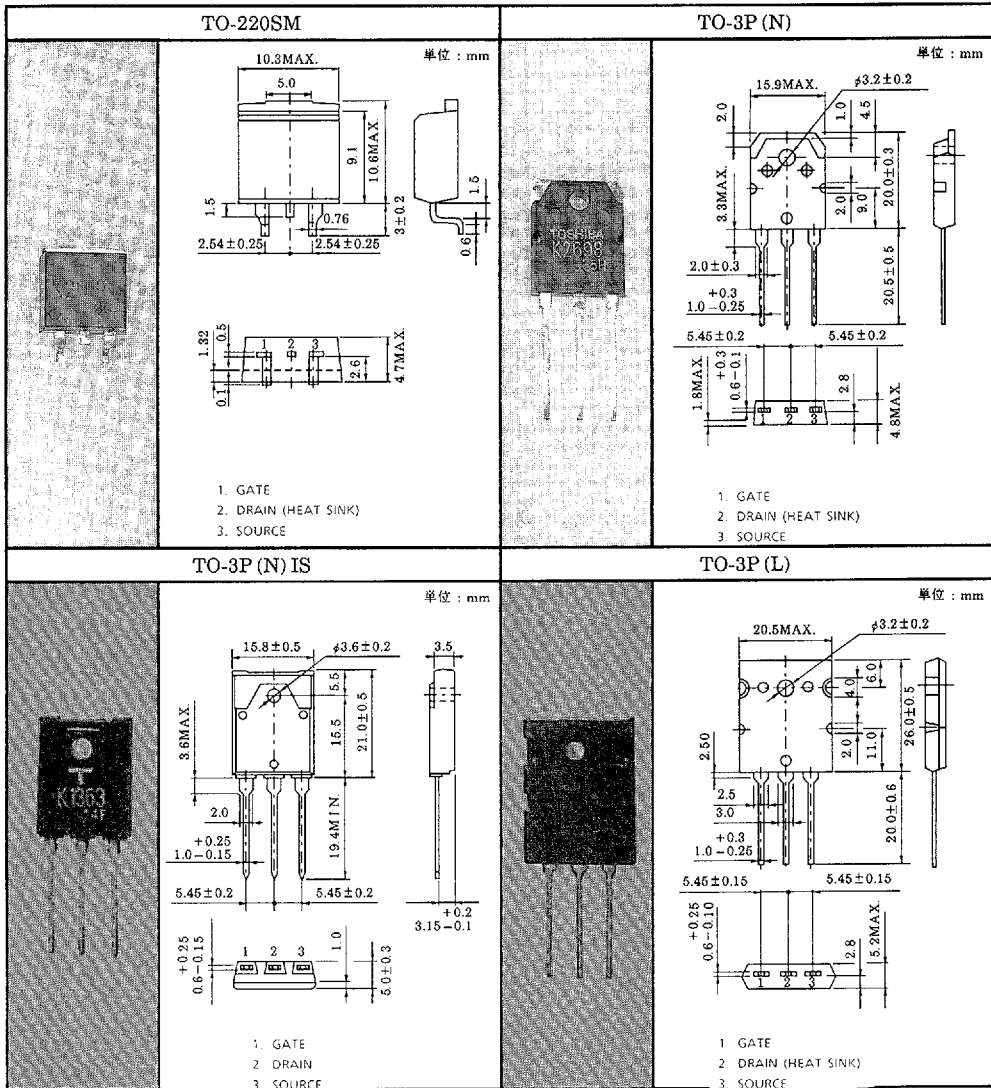 TO-220SM
単位 : mm
10.3MAX.
5.0
9.1
10.6MAX.
1.5
0.76
3±0.2
1.5
0.6
2.54±0.25
2.54±0.25
1.32
0.5
1 2 3
2.6
4.7MAX.
0.1
1. GATE
2. DRAIN (HEAT SINK)
3. SOURCE
TO-3P (N)
単位 : mm
TOSHIBA
15.9MAX.
φ3.2±0.2
2.0
1.0
4.5
3.3MAX.
2.0
9.0
20.0±0.3
2.0±0.3
+0.3
1.0-0.25
20.5±0.5
5.45±0.2
5.45±0.2
1.8MAX.
+0.3
0.6-0.1
2.8
4.8MAX.
1 2 3
1. GATE
2. DRAIN (HEAT SINK)
3. SOURCE
TO-3P (N) IS
単位 : mm
K1363
15.8±0.5
φ3.6±0.2
3.5
5.5
15.5
21.0±0.5
3.6MAX.
2.0
19.4MIN
+0.25
1.0-0.15
5.45±0.2
5.45±0.2
+0.2
3.15-0.1
+0.25
0.6-0.15
1 2 3
1.0
5.0±0.3
1. GATE
2 DRAIN
3. SOURCE
TO-3P (L)
単位 : mm
20.5MAX.
φ3.2±0.2
6.0
4.0
2.0
11.0
26.0±0.5
2.50
2.5
3.0
+0.3
1.0-0.25
20.0±0.6
5.45±0.15
5.45±0.15
+0.25
0.6-0.10
2.8
5.2MAX.
1 2 3
1 GATE
2. DRAIN (HEAT SINK)
3. SOURCE